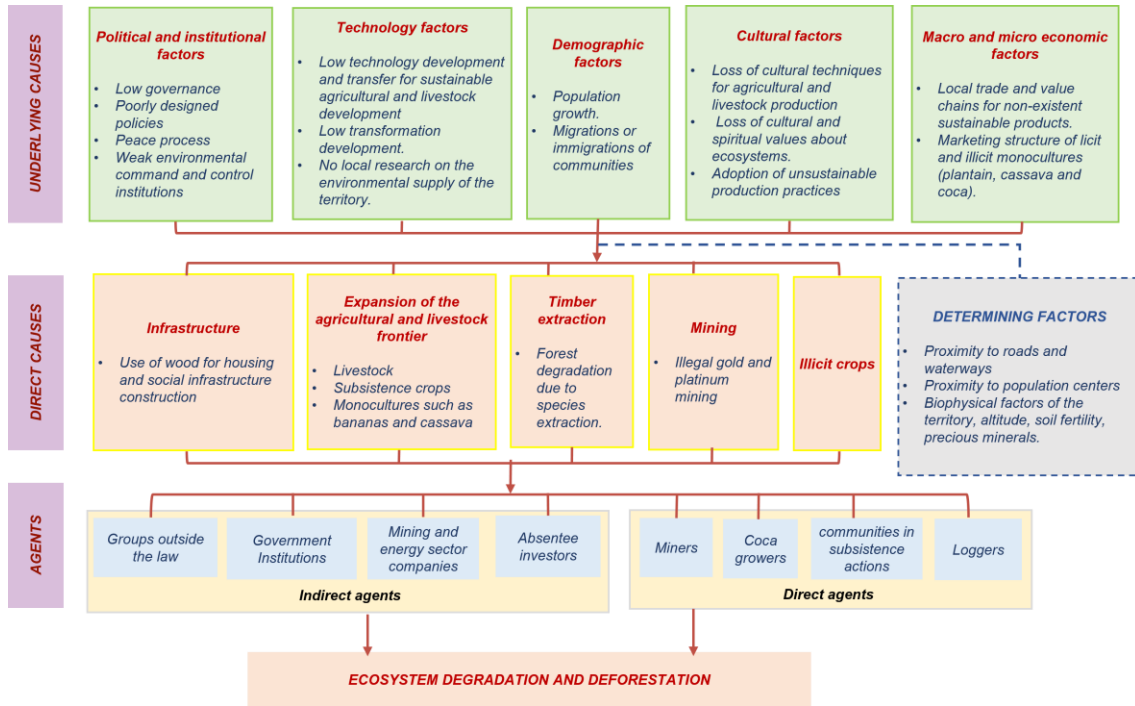 UNDERLYING CAUSES
Political and institutional
factors
• Low governance
• Poorly designed
policies
• Peace process
• Weak environmental
command and control
institutions
Technology factors
• Low technology development
and transfer for sustainable
agricultural and livestock
development
• Low transformation
development.
• No local research on the
environmental supply of the
territory.
Demographic
factors
• Population
growth.
• Migrations or
immigrations of
communities
Cultural factors
• Loss of cultural techniques
for agricultural and
livestock production
• Loss of cultural and
spiritual values about
ecosystems.
• Adoption of unsustainable
production practices
Macro and micro economic
factors
• Local trade and value
chains for non-existent
sustainable products.
• Marketing structure of licit
and illicit monocultures
(plantain, cassava and
coca).
DIRECT CAUSES
Infrastructure
• Use of wood for housing
and social infrastructure
construction
Expansion of the
agricultural and livestock
frontier
• Livestock
• Subsistence crops
• Monocultures such as
bananas and cassava
Timber
extraction
• Forest
degradation
due to
species
extraction.
Mining
• Illegal gold and
platinum
mining
Illicit crops
DETERMINING FACTORS
• Proximity to roads and
waterways
• Proximity to population centers
• Biophysical factors of the
territory, altitude, soil fertility,
precious minerals.
AGENTS
Groups outside
the law
Government
Institutions
Mining and
energy sector
companies
Absentee
investors
Indirect agents
Miners
Coca
growers
communities in
subsistence
actions
Loggers
Direct agents
ECOSYSTEM DEGRADATION AND DEFORESTATION